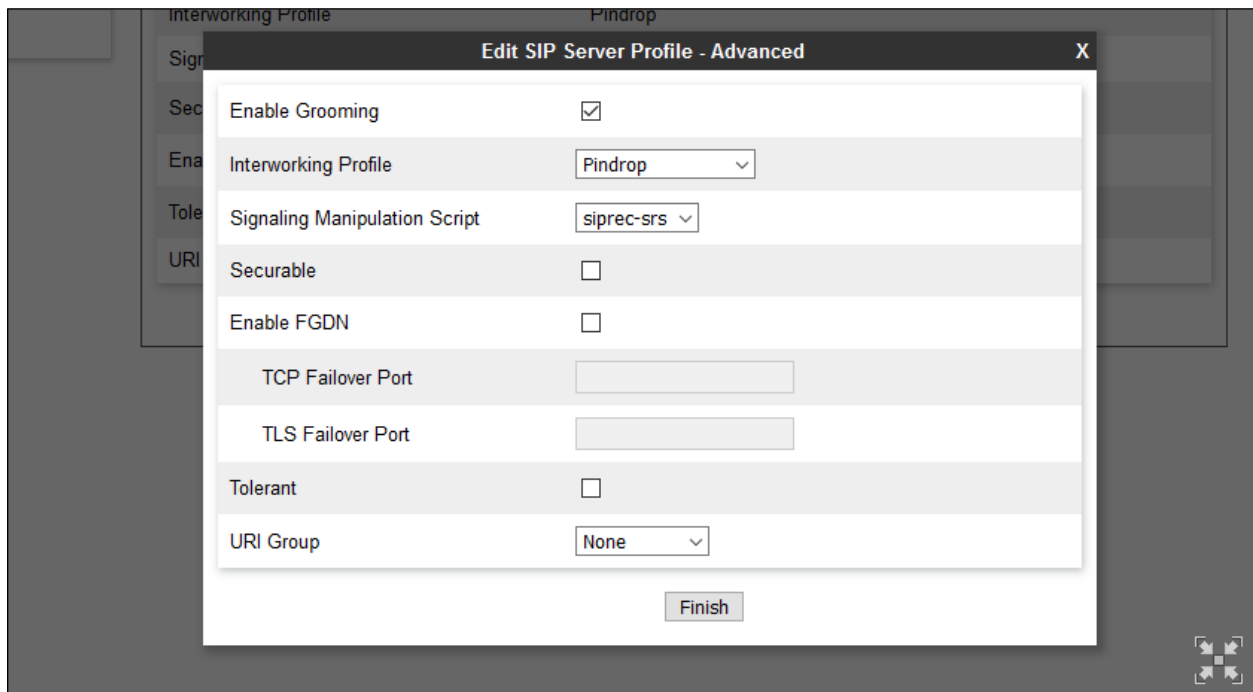 Interworking Profile Pindrop
Edit SIP Server Profile - Advanced X
Sigr
Enable Grooming
Sec
Interworking Profile Pindrop
Ena
Signaling Manipulation Script siprec-srs
Tole
Securable
URI
Enable FGDN
TCP Failover Port
TLS Failover Port
Tolerant
URI Group None
Finish